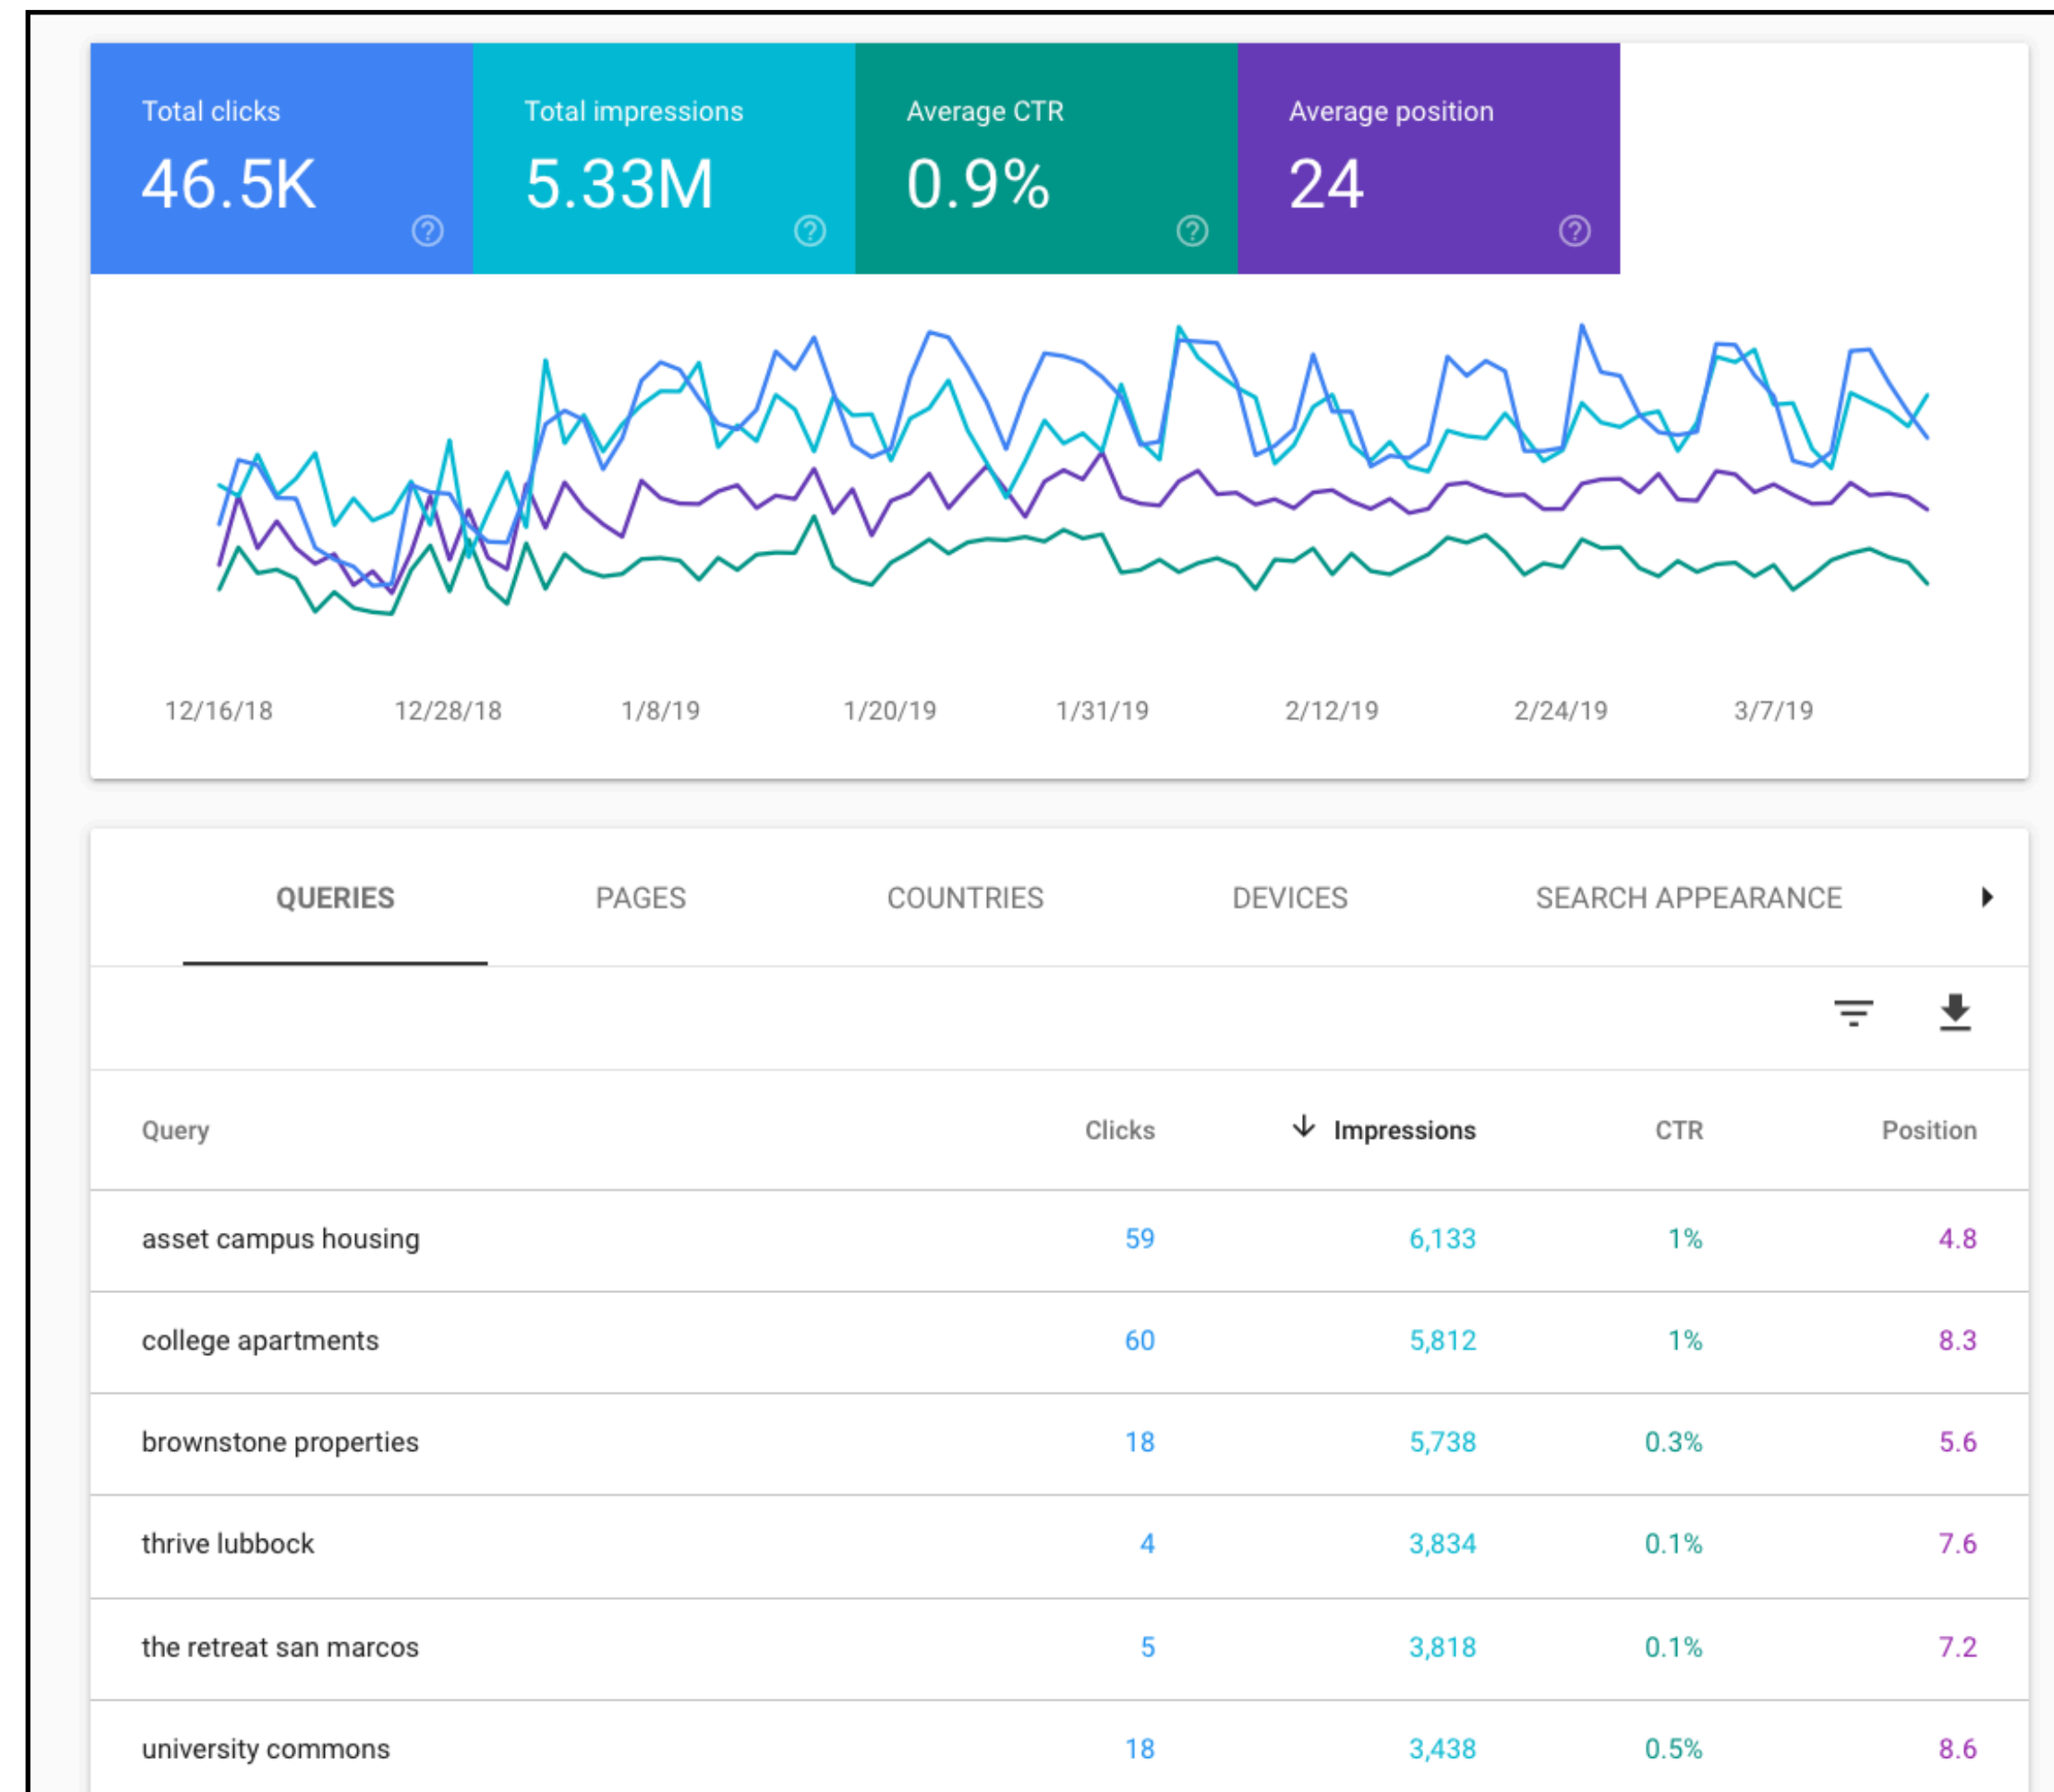 Total clicks Total impressions Average CTR Average position
46.5K 5.33M 0.9% 24
12/16/18 12/28/18 1/8/19 1/20/19 1/31/19 2/12/19 2/24/19 3/7/19
QUERIES PAGES COUNTRIES DEVICES SEARCH APPEARANCE
Query Clicks Impressions CTR Position
asset campus housing 59 6,133 1% 4.8
college apartments 60 5,812 1% 8.3
brownstone properties 18 5,738 0.3% 5.6
thrive lubbock 4 3,834 0.1% 7.6
the retreat san marcos 5 3,818 0.1% 7.2
university commons 18 3,438 0.5% 8.6